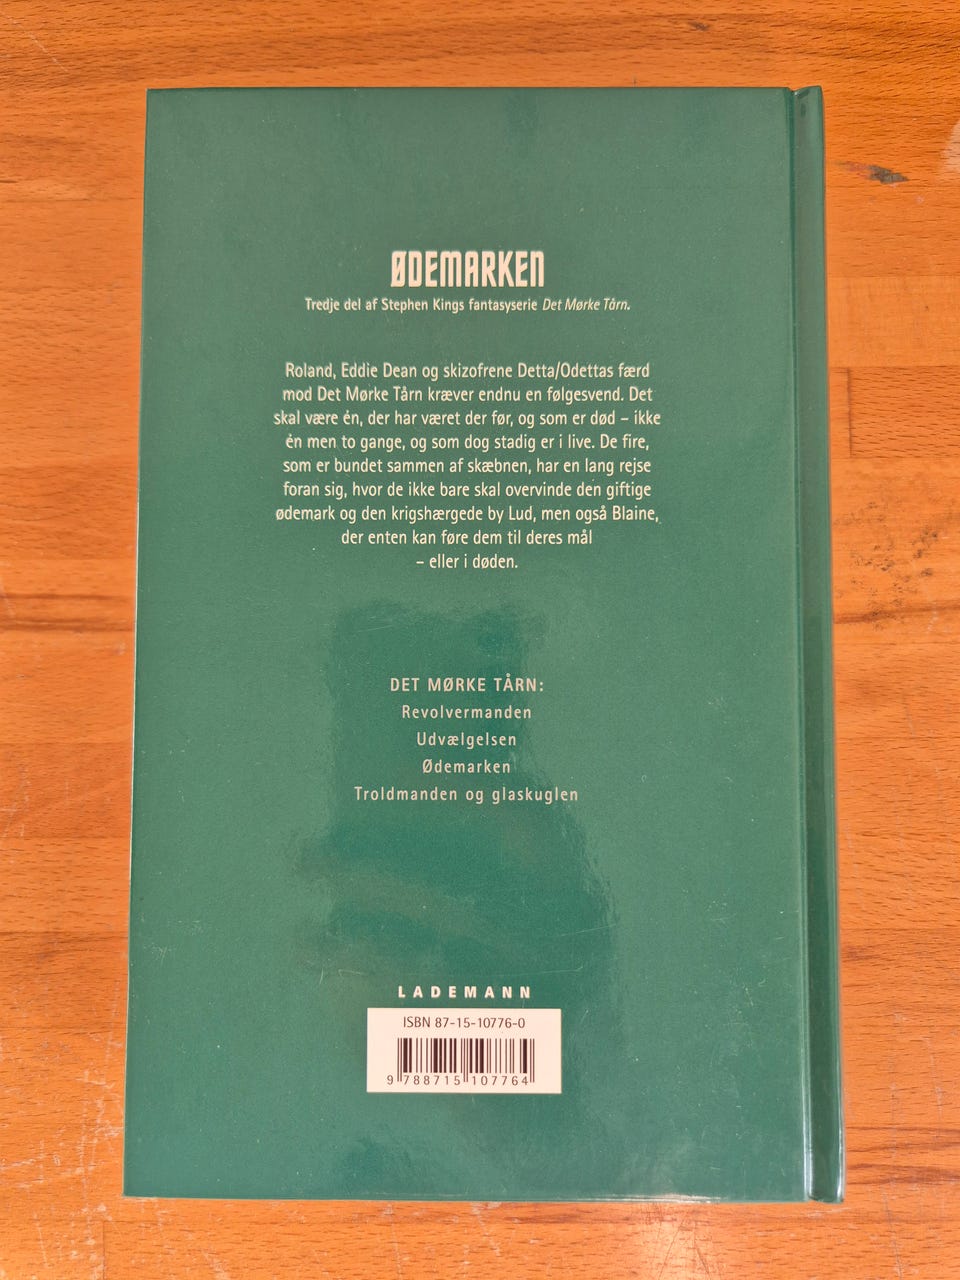 ØDEMARKEN
Tredje del af Stephen Kings fantasyserie Det Mørke Tårn.
Roland, Eddie Dean og skizofrene Detta/Odettas færd
mod Det Mørke Tårn kræver endnu en følgesvend. Det
skal være én, der har været der før, og som er død – ikke
én men to gange, og som dog stadig er i live. De fire,
som er bundet sammen af skæbnen, har en lang rejse
foran sig, hvor de ikke bare skal overvinde den giftige
ødemark og den krigshærgede by Lud, men også Blaine,
der enten kan føre dem til deres mål
– eller i døden.
DET MØRKE TÅRN:
Revolvermanden
Udvælgelsen
Ødemarken
Troldmanden og glaskuglen
LADEMANN
ISBN 87-15-10776-0
9 788715 107764